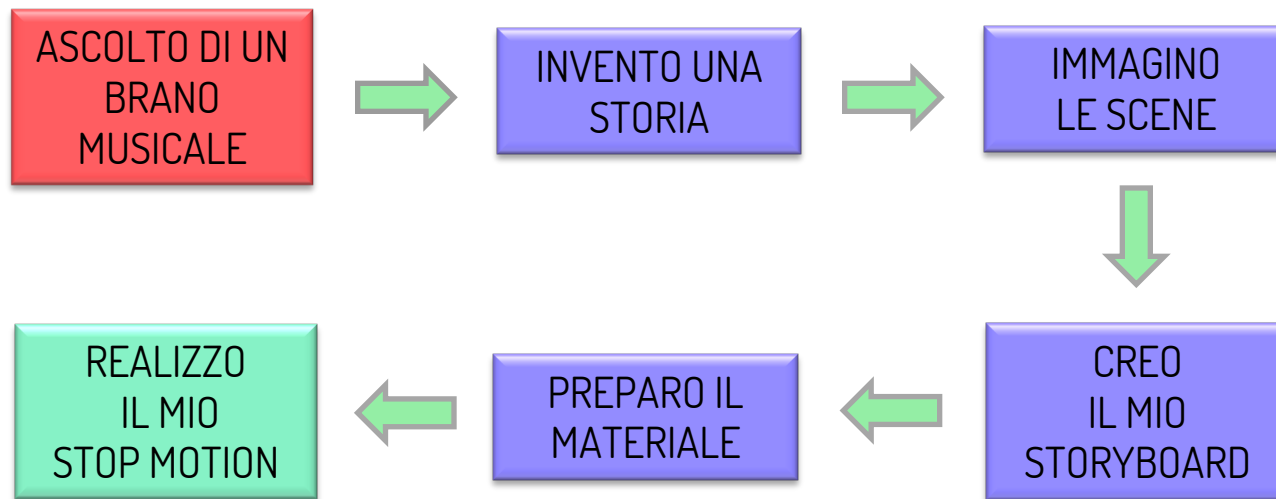 ASCOLTO DI UN
BRANO
MUSICALE
INVENTO UNA
STORIA
IMMAGINO
LE SCENE
CREO
IL MIO
STORYBOARD
PREPARO IL
MATERIALE
REALIZZO
IL MIO
STOP MOTION